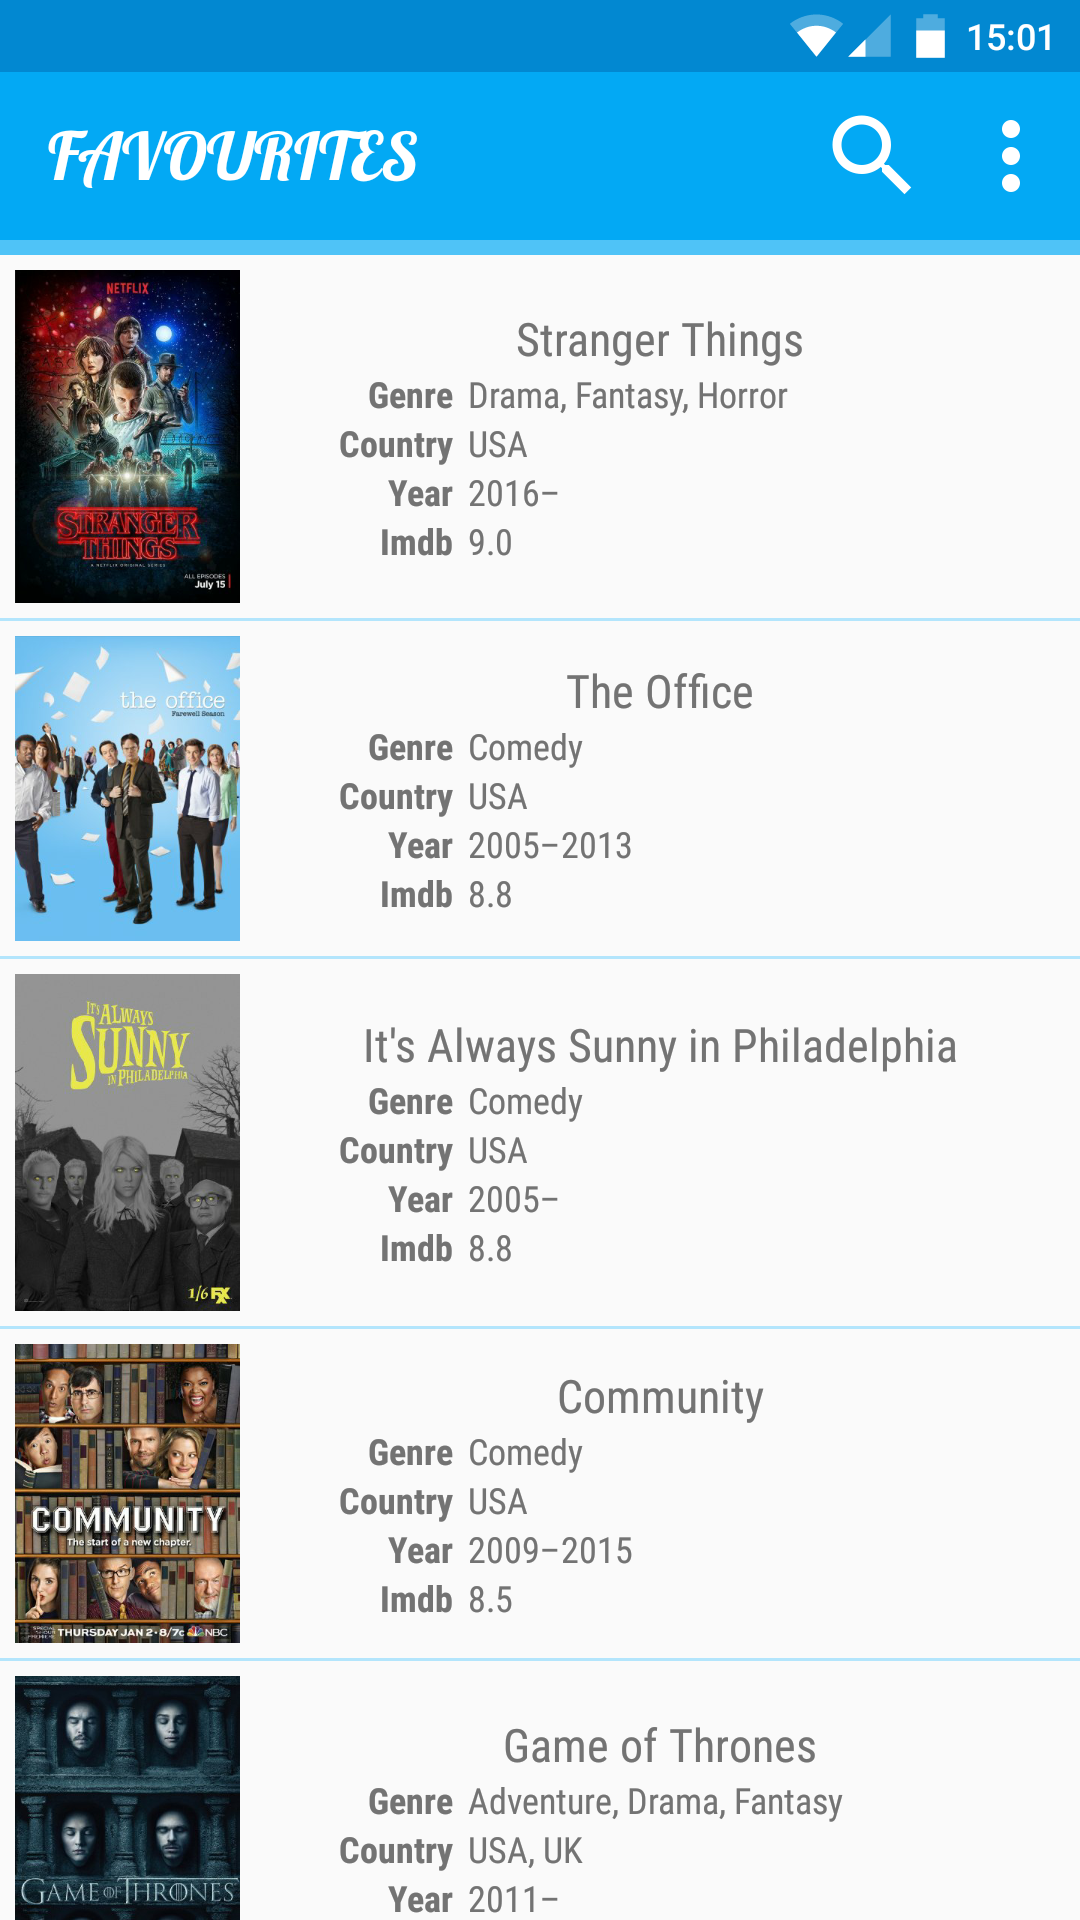 15:01
FAVOURITES
NETFLIX
STRANGER
THINGS
A NETFLIX ORIGINAL SERIES
ALL EPISODES
July 15
Stranger Things
Genre Drama, Fantasy, Horror
Country USA
Year 2016–
Imdb 9.0
the office
Farewell Season
The Office
Genre Comedy
Country USA
Year 2005–2013
Imdb 8.8
IT'S ALWAYS
SUNNY
IN PHILADELPHIA
1/6 FXX
It's Always Sunny in Philadelphia
Genre Comedy
Country USA
Year 2005–
Imdb 8.8
COMMUNITY
The start of a new chapter.
THURSDAY JAN 2•8/7c NBC
Community
Genre Comedy
Country USA
Year 2009–2015
Imdb 8.5
GAME OF THRONES
Game of Thrones
Genre Adventure, Drama, Fantasy
Country USA, UK
Year 2011–